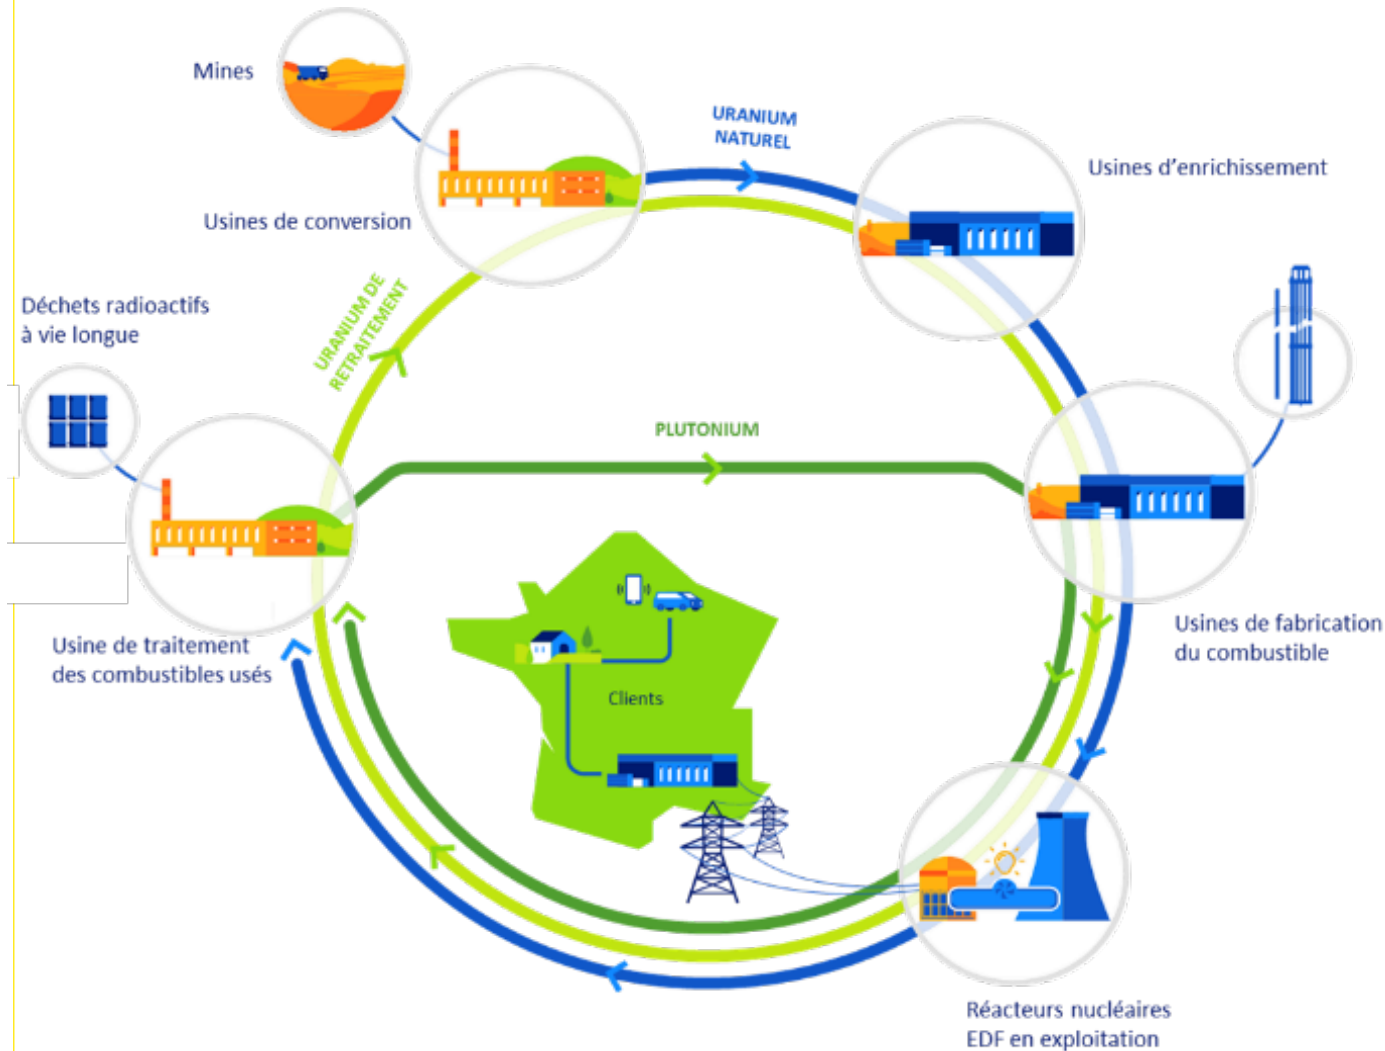 Mines
URANIUM
NATUREL
Usines d’enrichissement
Usines de conversion
URANIUM DE
RETRAITEMENT
Déchets radioactifs
à vie longue
PLUTONIUM
Usines de fabrication
du combustible
Usine de traitement
des combustibles usés
Clients
Réacteurs nucléaires
EDF en exploitation